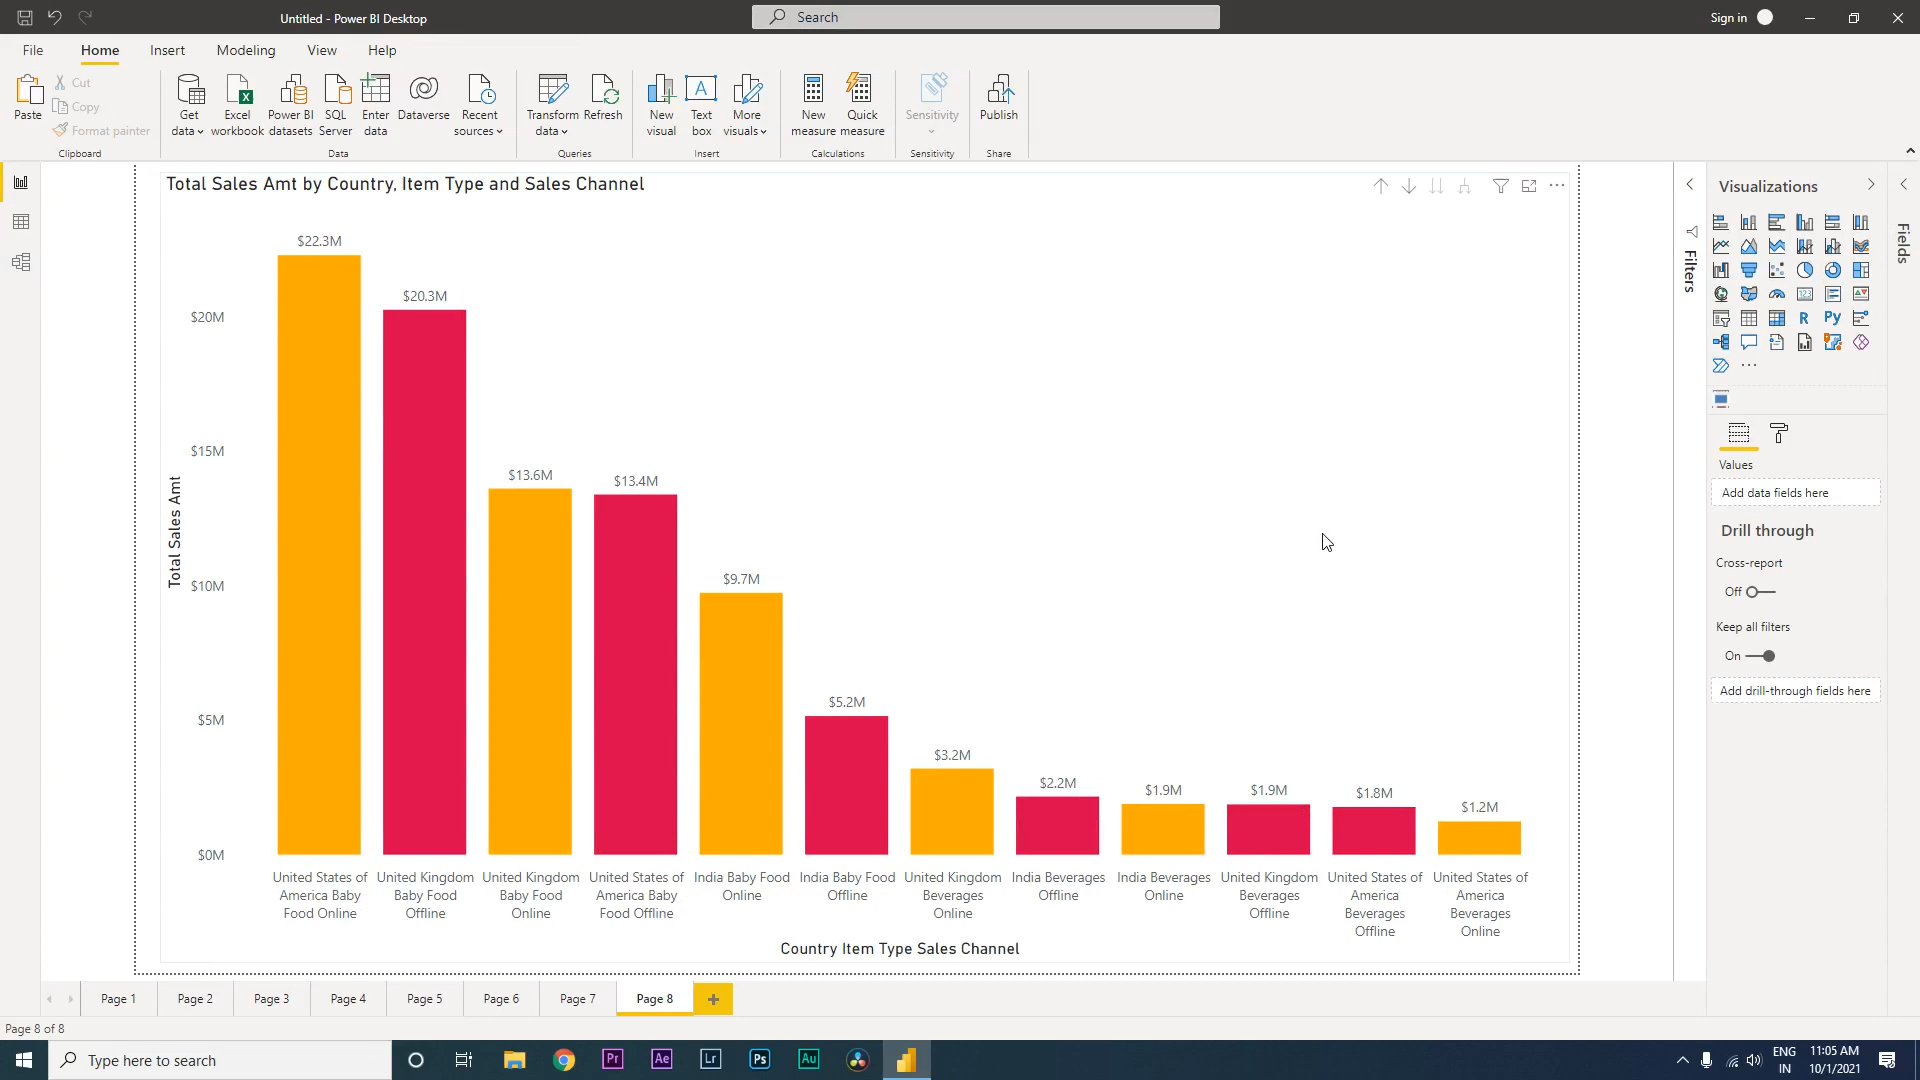 Untitled - Power BI Desktop
Search
Sign in
File
Home
Insert
Modeling
View
Help
Paste
Cut
Copy
Format painter
Clipboard
Get data
Excel workbook
Power BI datasets
SQL Server
Enter data
Dataverse
Recent sources
Data
Transform data
Refresh
Queries
New visual
Text box
More visuals
Insert
New measure
Quick measure
Calculations
Sensitivity
Sensitivity
Publish
Share
Total Sales Amt by Country, Item Type and Sales Channel
$22.3M
$20.3M
$13.6M
$13.4M
$9.7M
$5.2M
$3.2M
$2.2M
$1.9M
$1.9M
$1.8M
$1.2M
$20M
$15M
$10M
$5M
$0M
Total Sales Amt
United States of
America Baby
Food Online
United Kingdom
Baby Food
Offline
United Kingdom
Baby Food
Online
United States of
America Baby
Food Offline
India Baby Food
Online
India Baby Food
Offline
United Kingdom
Beverages
Online
India Beverages
Offline
India Beverages
Online
United Kingdom
Beverages
Offline
United States of
America
Beverages
Offline
United States of
America
Beverages
Online
Country Item Type Sales Channel
Filters
Visualizations
R
Py
123
Values
Add data fields here
Drill through
Cross-report
Off
Keep all filters
On
Add drill-through fields here
Fields
Page 1
Page 2
Page 3
Page 4
Page 5
Page 6
Page 7
Page 8
+
Page 8 of 8
Type here to search
Pr
Ae
Lr
Ps
Au
ENG
IN
11:05 AM
10/1/2021